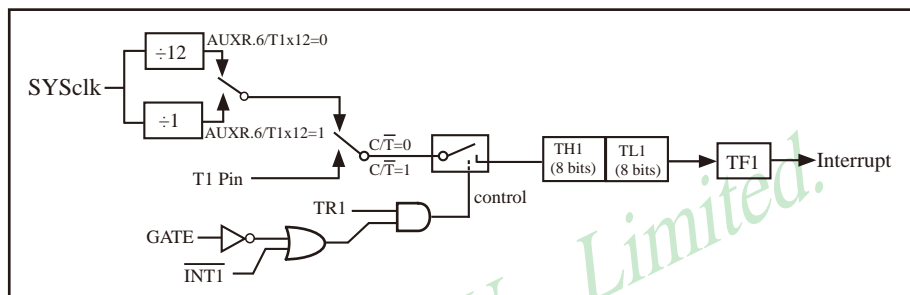 ÷12
AUXR.6/T1x12=0
SYSclk
÷1
AUXR.6/T1x12=1
C/T̅=0
C/T̅=1
TH1
(8 bits)
TL1
(8 bits)
TF1
Interrupt
T1 Pin
control
TR1
GATE
I̅N̅T̅1̅
Limited.